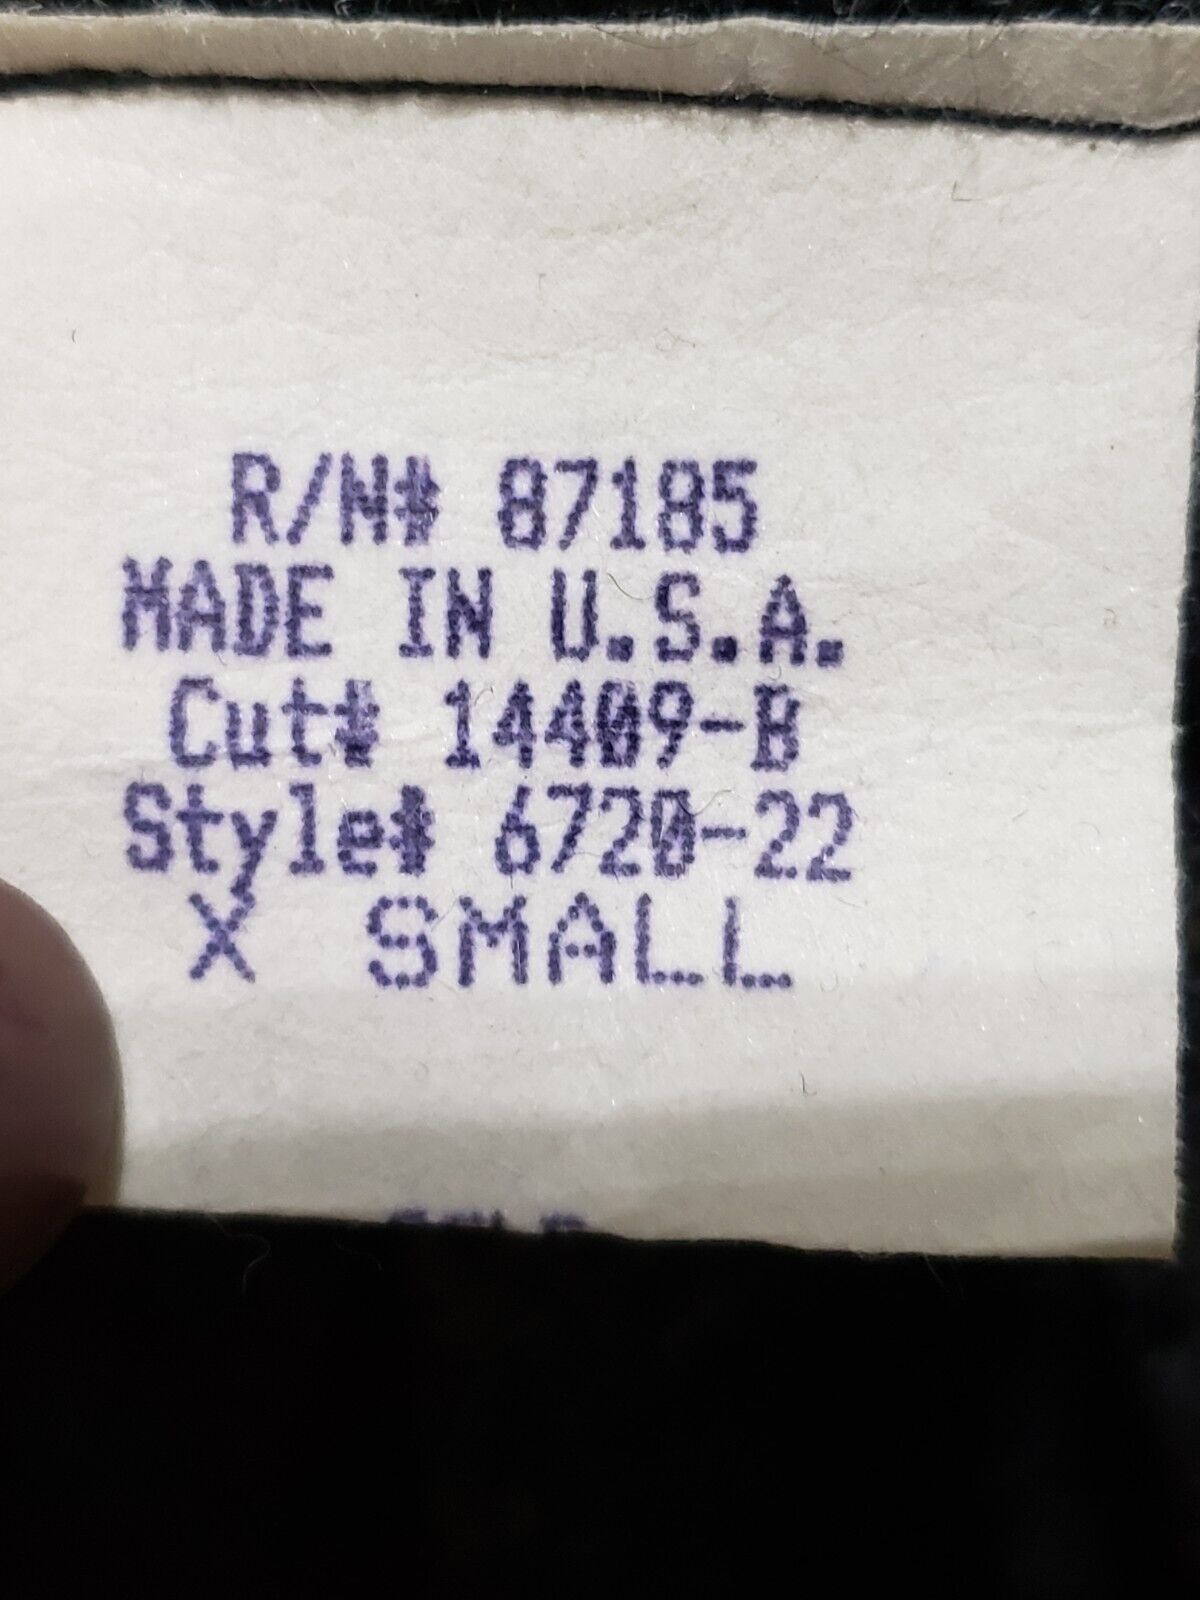 R/N# 87185
MADE IN U.S.A.
Cut# 14409-B
Style# 6720-22
X SMALL